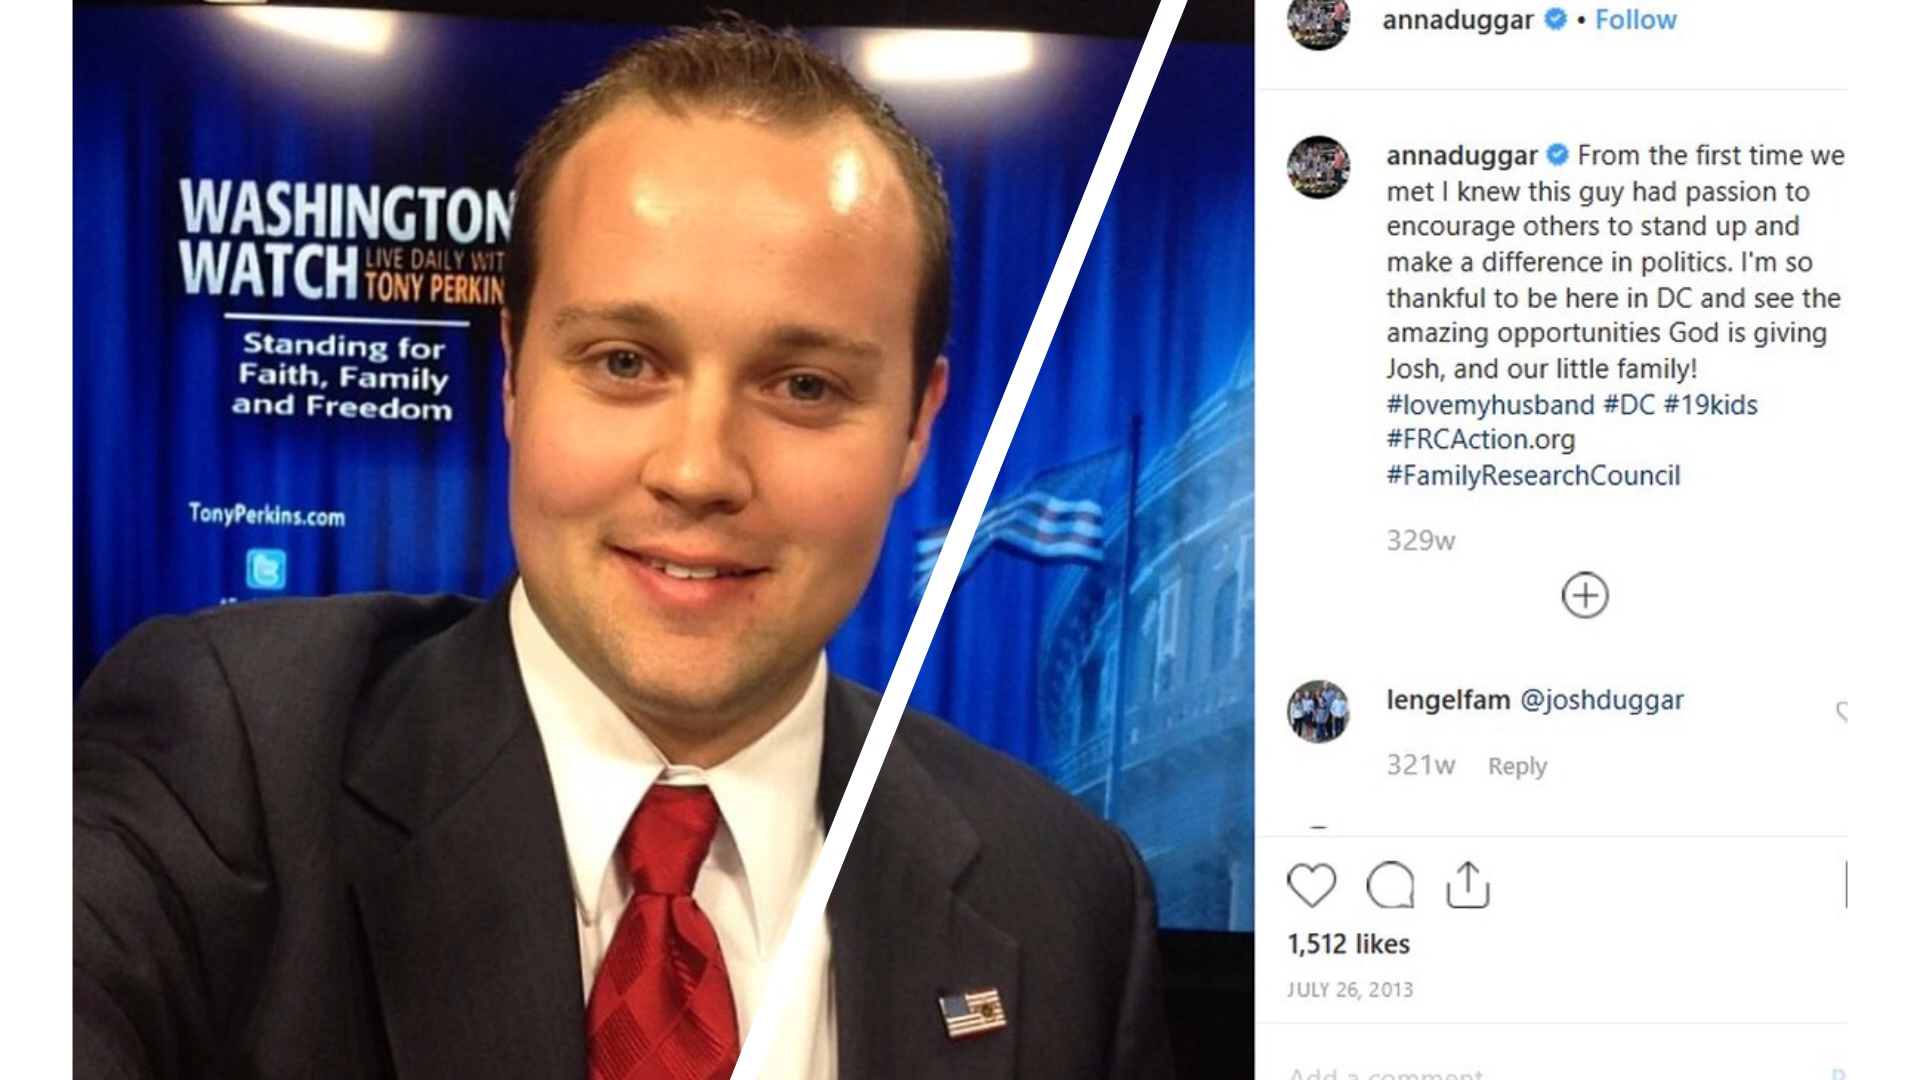 WASHINGTON
WATCH LIVE DAILY WIT
TONY PERKIN
Standing for
Faith, Family
and Freedom
TonyPerkins.com
annaduggar • Follow
annaduggar From the first time we
met I knew this guy had passion to
encourage others to stand up and
make a difference in politics. I'm so
thankful to be here in DC and see the
amazing opportunities God is giving
Josh, and our little family!
#lovemyhusband #DC #19kids
#FRCAction.org
#FamilyResearchCouncil
329w
lengelfam @joshduggar
321w Reply
1,512 likes
JULY 26, 2013
Add a comment